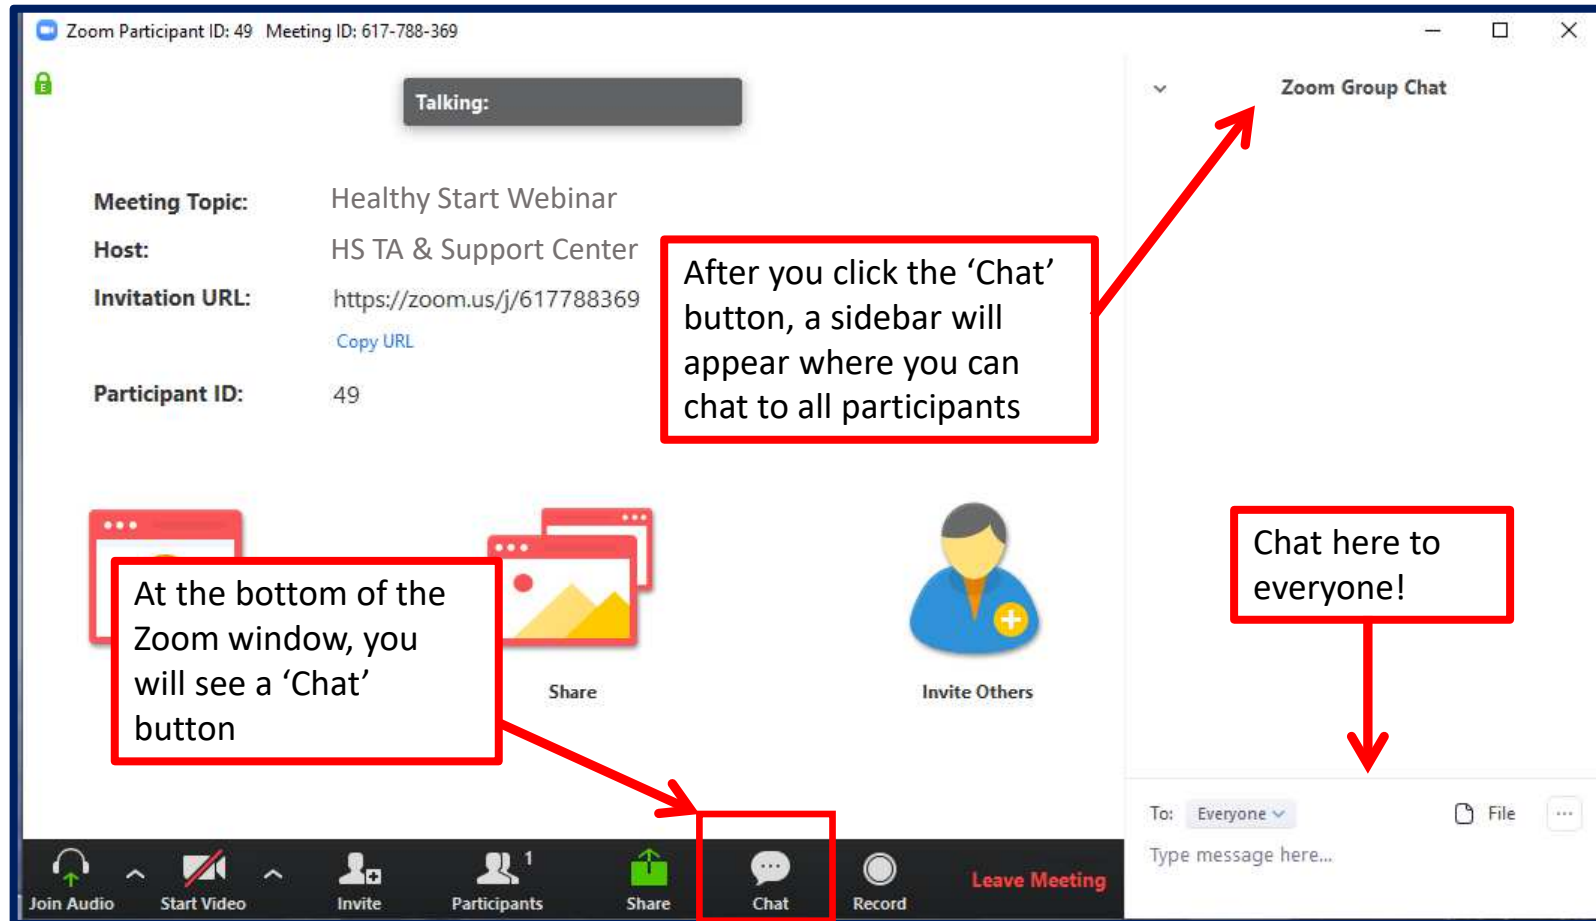 Zoom Participant ID: 49 Meeting ID: 617-788-369
Talking:
Zoom Group Chat
Meeting Topic: Healthy Start Webinar
Host: HS TA & Support Center
Invitation URL: https://zoom.us/j/617788369
Copy URL
Participant ID: 49
After you click the ‘Chat’
button, a sidebar will
appear where you can
chat to all participants
At the bottom of the
Zoom window, you
will see a ‘Chat’
button
Share
Invite Others
Chat here to
everyone!
To: Everyone
File
Type message here...
Join Audio
Start Video
Invite
Participants
1
Share
Chat
Record
Leave Meeting